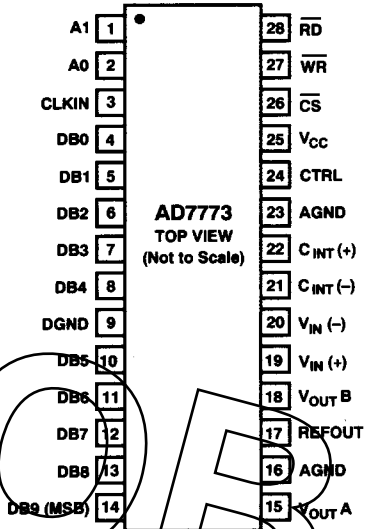 A1 1
A0 2
CLKIN 3
DB0 4
DB1 5
DB2 6
DB3 7
DB4 8
DGND 9
DB5 10
DB6 11
DB7 12
DB8 13
DB9 (MSB) 14
AD7773
TOP VIEW
(Not to Scale)
28 RD
27 WR
26 CS
25 VCC
24 CTRL
23 AGND
22 CINT (+)
21 CINT (–)
20 VIN (–)
19 VIN (+)
18 VOUT B
17 REFOUT
16 AGND
15 VOUT A
OB